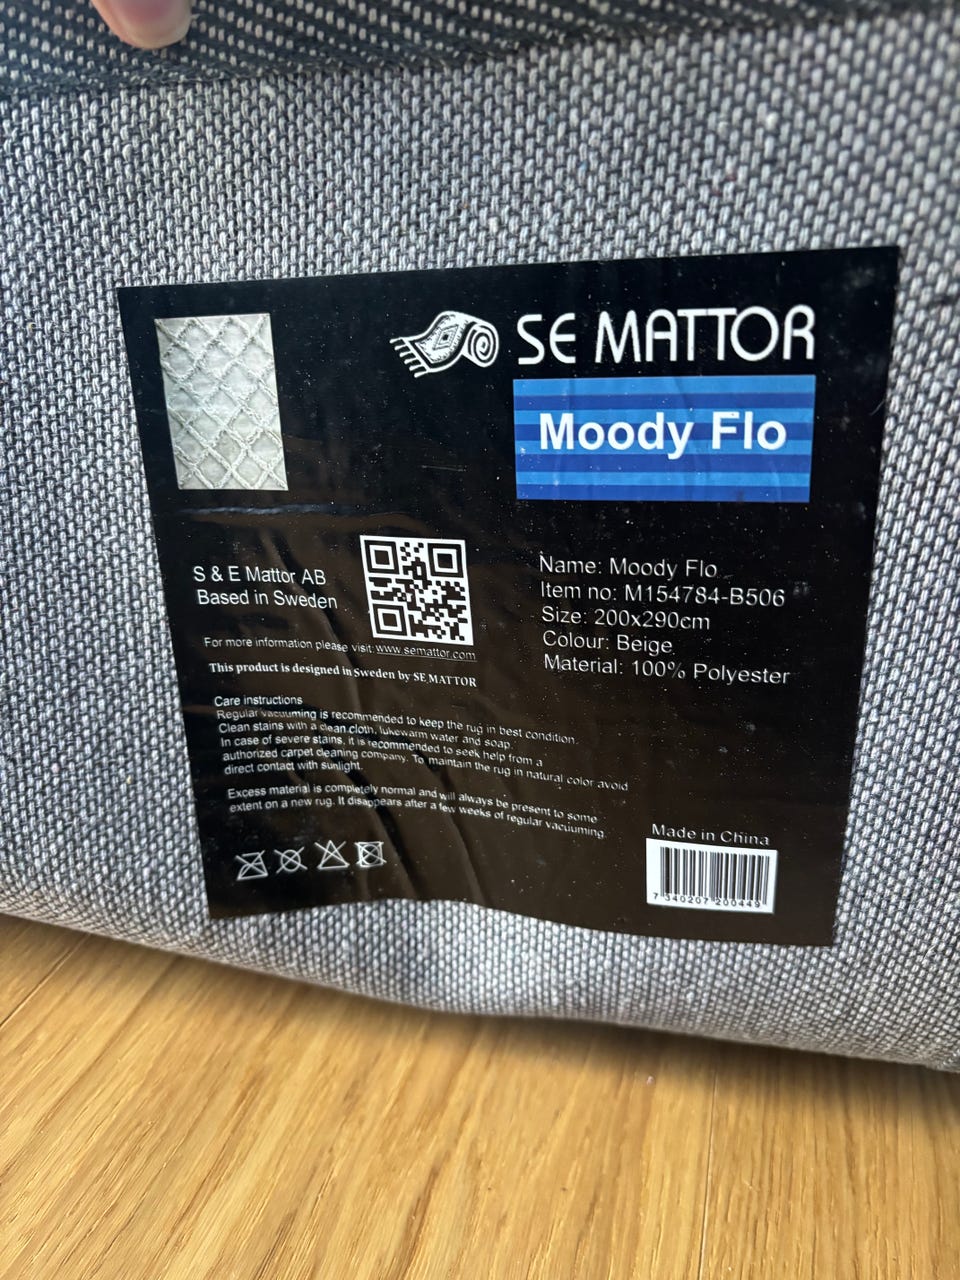 SE MATTOR
Moody Flo
S & E Mattor AB
Based in Sweden
For more information please visit: www.semattor.com
This product is designed in Sweden by SE MATTOR
Name: Moody Flo
Item no: M154784-B506
Size: 200x290cm
Colour: Beige
Material: 100% Polyester
Care instructions
Regular vacuuming is recommended to keep the rug in best condition.
Clean stains with a clean cloth, lukewarm water and soap.
In case of severe stains, it is recommended to seek help from a
authorized carpet cleaning company. To maintain the rug in natural color avoid
direct contact with sunlight.
Excess material is completely normal and will always be present to some
extent on a new rug. It disappears after a few weeks of regular vacuuming.
Made in China
7 340207 200449